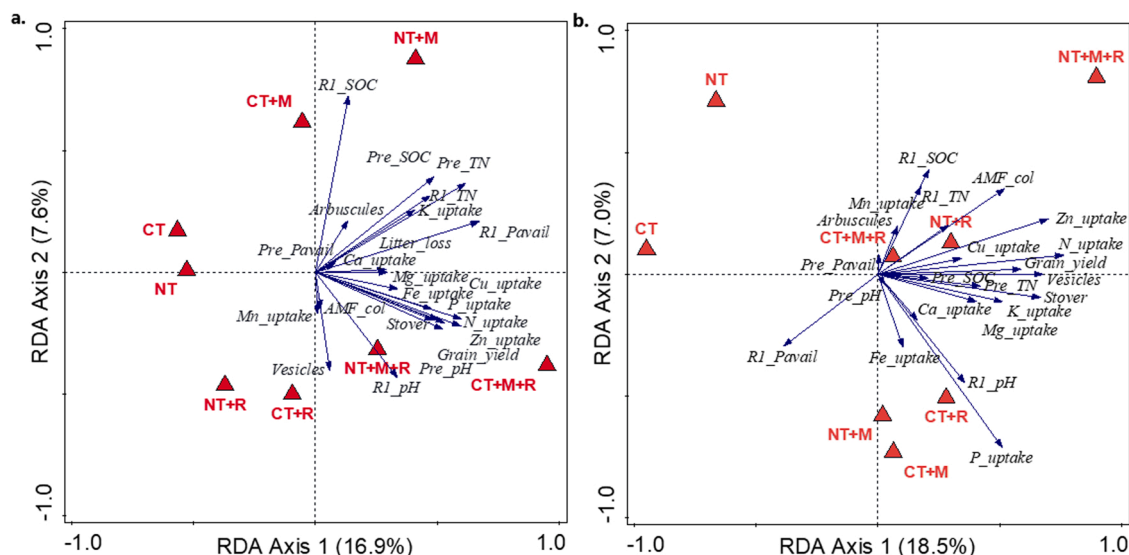 a.
1.0
NT+M
R1_SOC
CT+M
Pre_SOC
Pre_TN
R1_TN
Arbuscules
K_uptake
R1_Pavail
CT
Pre_Pavail
Litter_loss
Ca_uptake
NT
Mg_uptake
Cu_uptake
Fe_uptake
P_uptake
Mn_uptake
AMF_col
Stover
N_uptake
Zn_uptake
Grain_yield
Vesicles
NT+M+R
Pre_pH
CT+M+R
NT+R
CT+R
R1_pH
RDA Axis 2 (7.6%)
-1.0
-1.0
RDA Axis 1 (16.9%)
1.0
b.
1.0
NT
NT+M+R
R1_SOC
AMF_col
R1_TN
Mn_uptake
Arbuscules
NT+R
Zn_uptake
CT
CT+M+R
Cu_uptake
N_uptake
Pre_Pavail
Grain_yield
Pre_SOC
Vesicles
Pre_TN
Pre_pH
Stover
Ca_uptake
K_uptake
Mg_uptake
R1_Pavail
Fe_uptake
R1_pH
CT+R
NT+M
P_uptake
CT+M
RDA Axis 2 (7.0%)
-1.0
-1.0
RDA Axis 1 (18.5%)
1.0